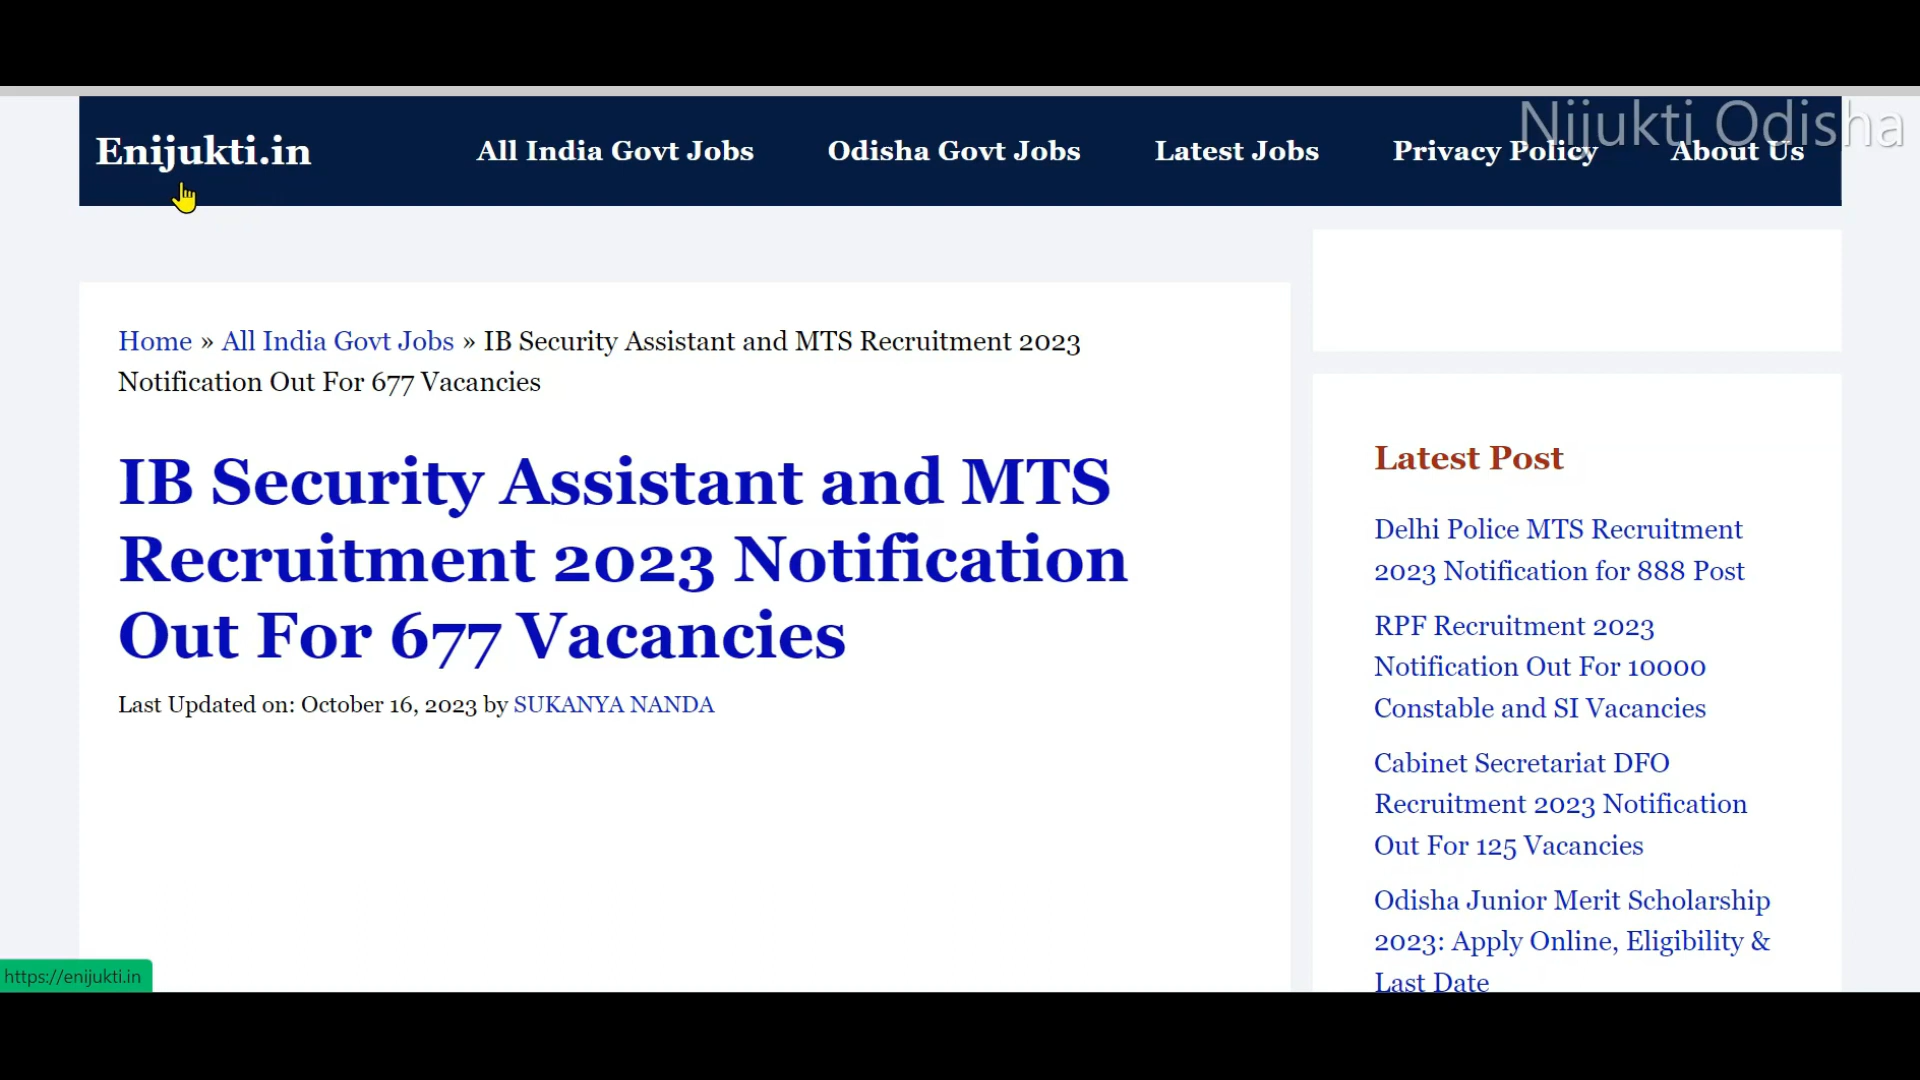 Nijukti Odisha
Enijukti.in
All India Govt Jobs
Odisha Govt Jobs
Latest Jobs
Privacy Policy
About Us
Home » All India Govt Jobs » IB Security Assistant and MTS Recruitment 2023
Notification Out For 677 Vacancies
IB Security Assistant and MTS
Recruitment 2023 Notification
Out For 677 Vacancies
Last Updated on: October 16, 2023 by SUKANYA NANDA
Latest Post
Delhi Police MTS Recruitment
2023 Notification for 888 Post
RPF Recruitment 2023
Notification Out For 10000
Constable and SI Vacancies
Cabinet Secretariat DFO
Recruitment 2023 Notification
Out For 125 Vacancies
Odisha Junior Merit Scholarship
2023: Apply Online, Eligibility &
Last Date
https://enijukti.in